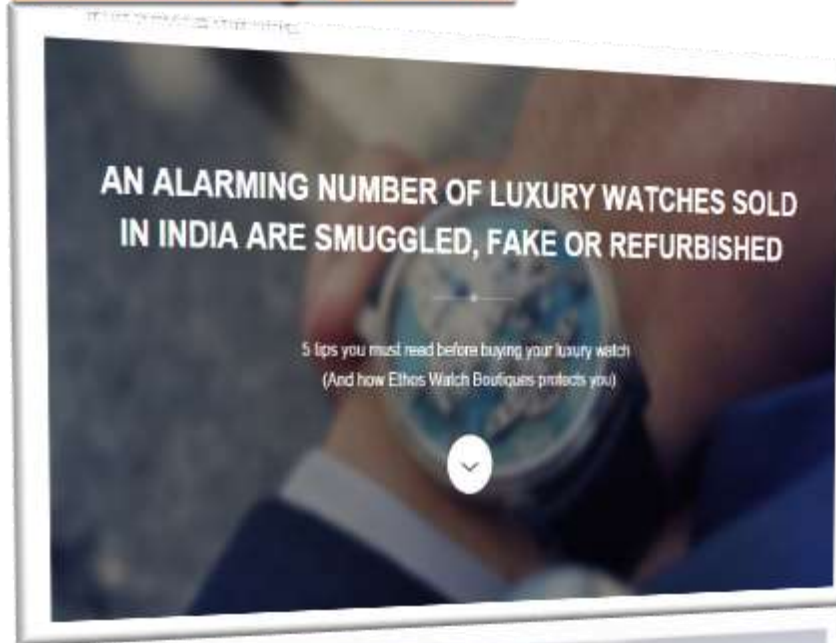 AN ALARMING NUMBER OF LUXURY WATCHES SOLD
IN INDIA ARE SMUGGLED, FAKE OR REFURBISHED
5 tips you must read before buying your luxury watch
(And how Ethos Watch Boutiques protects you)